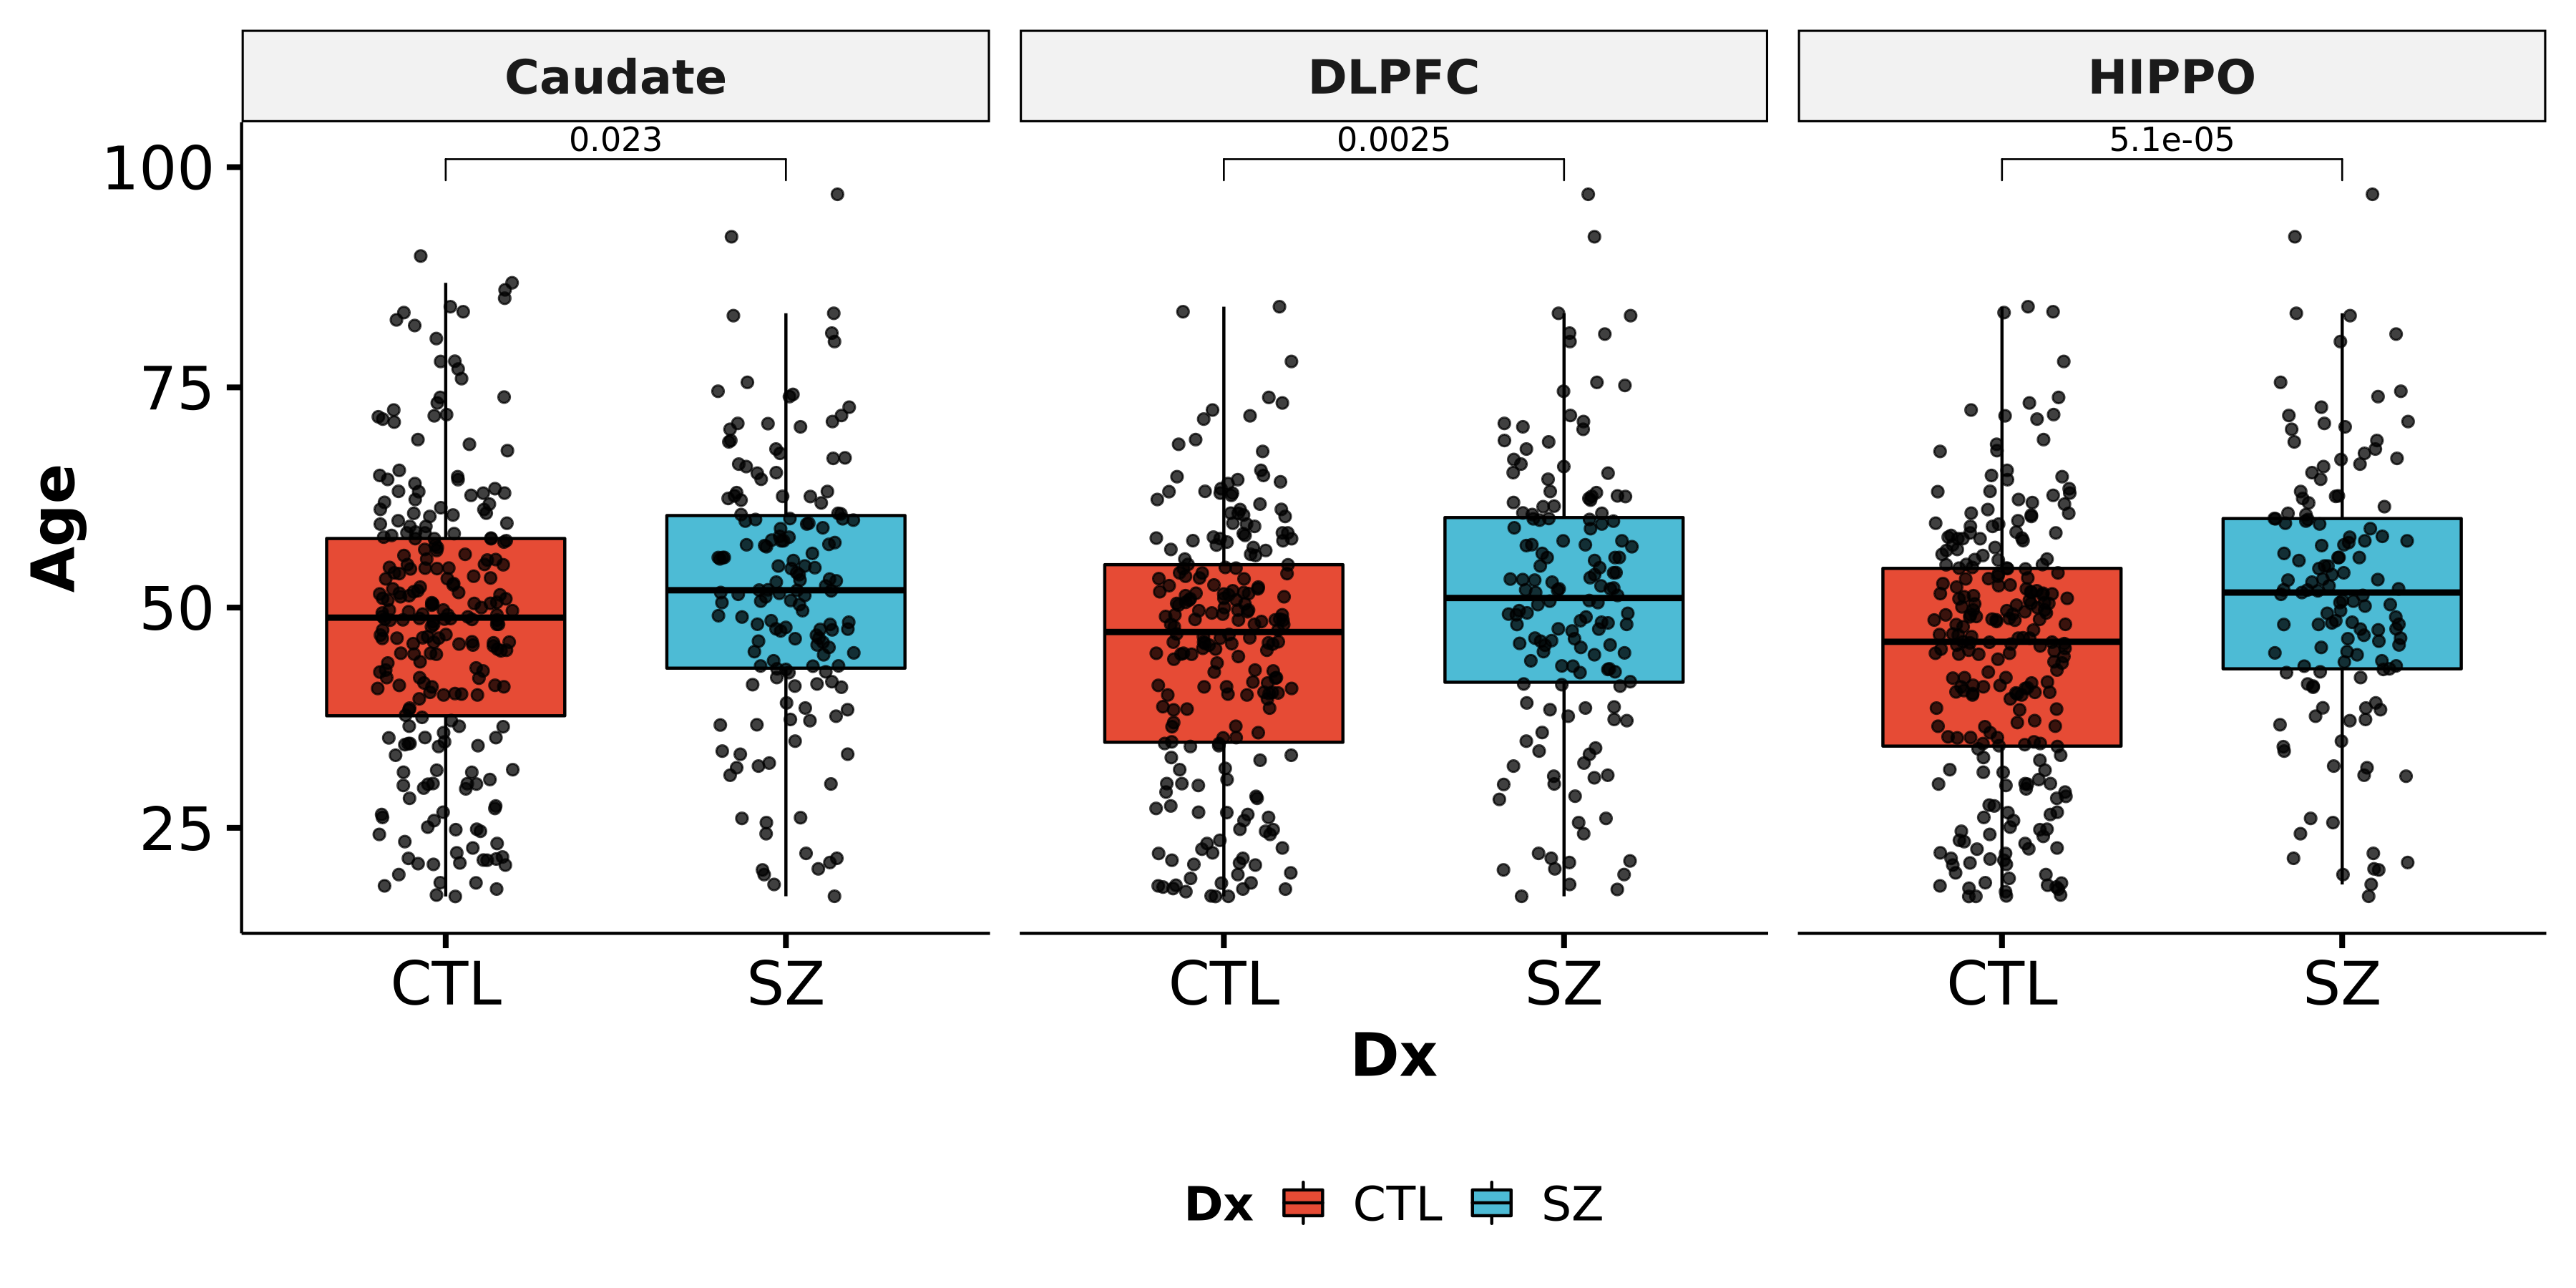 Caudate DLPFC HIPPO
0.023 0.0025 5.1e-05
100
75
50
25
Age
CTL SZ CTL SZ CTL SZ
Dx
Dx CTL SZ